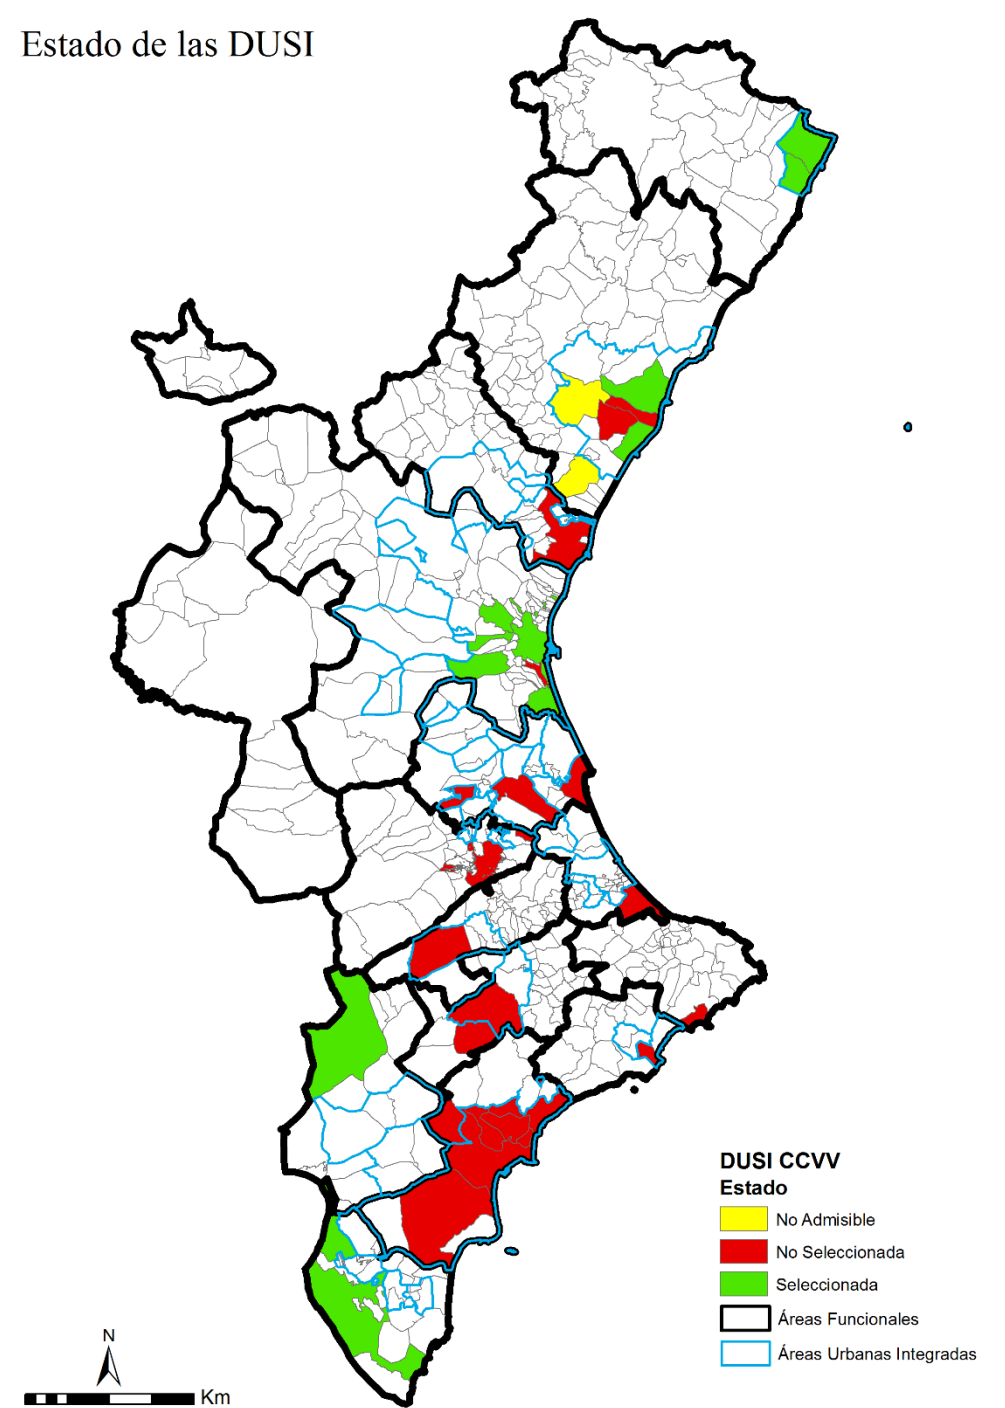 Estado de las DUSI
DUSI CCVV
Estado
No Admisible
No Seleccionada
Seleccionada
Áreas Funcionales
Áreas Urbanas Integradas
N
Km